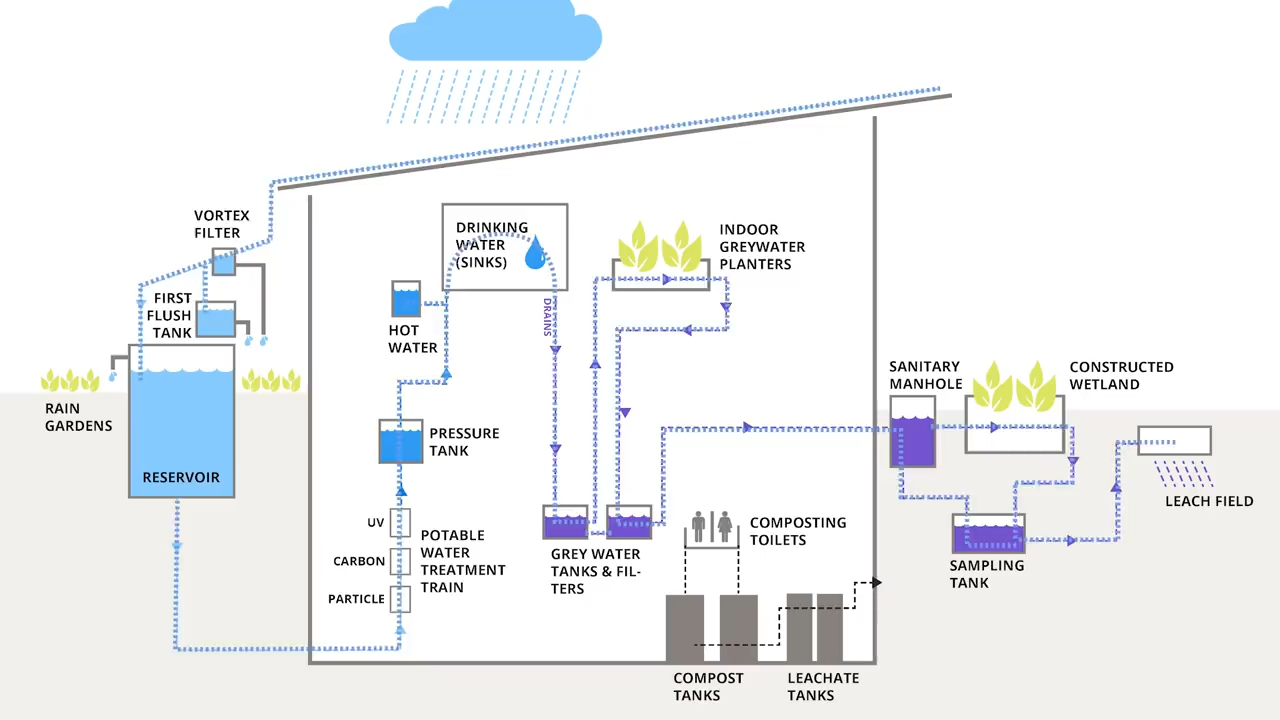 VORTEX
FILTER
FIRST
FLUSH
TANK
RAIN
GARDENS
RESERVOIR
DRINKING
WATER
(SINKS)
HOT
WATER
DRAINS
INDOOR
GREYWATER
PLANTERS
PRESSURE
TANK
UV
CARBON
PARTICLE
POTABLE
WATER
TREATMENT
TRAIN
GREY WATER
TANKS & FIL-
TERS
COMPOSTING
TOILETS
COMPOST
TANKS
LEACHATE
TANKS
SANITARY
MANHOLE
CONSTRUCTED
WETLAND
SAMPLING
TANK
LEACH FIELD